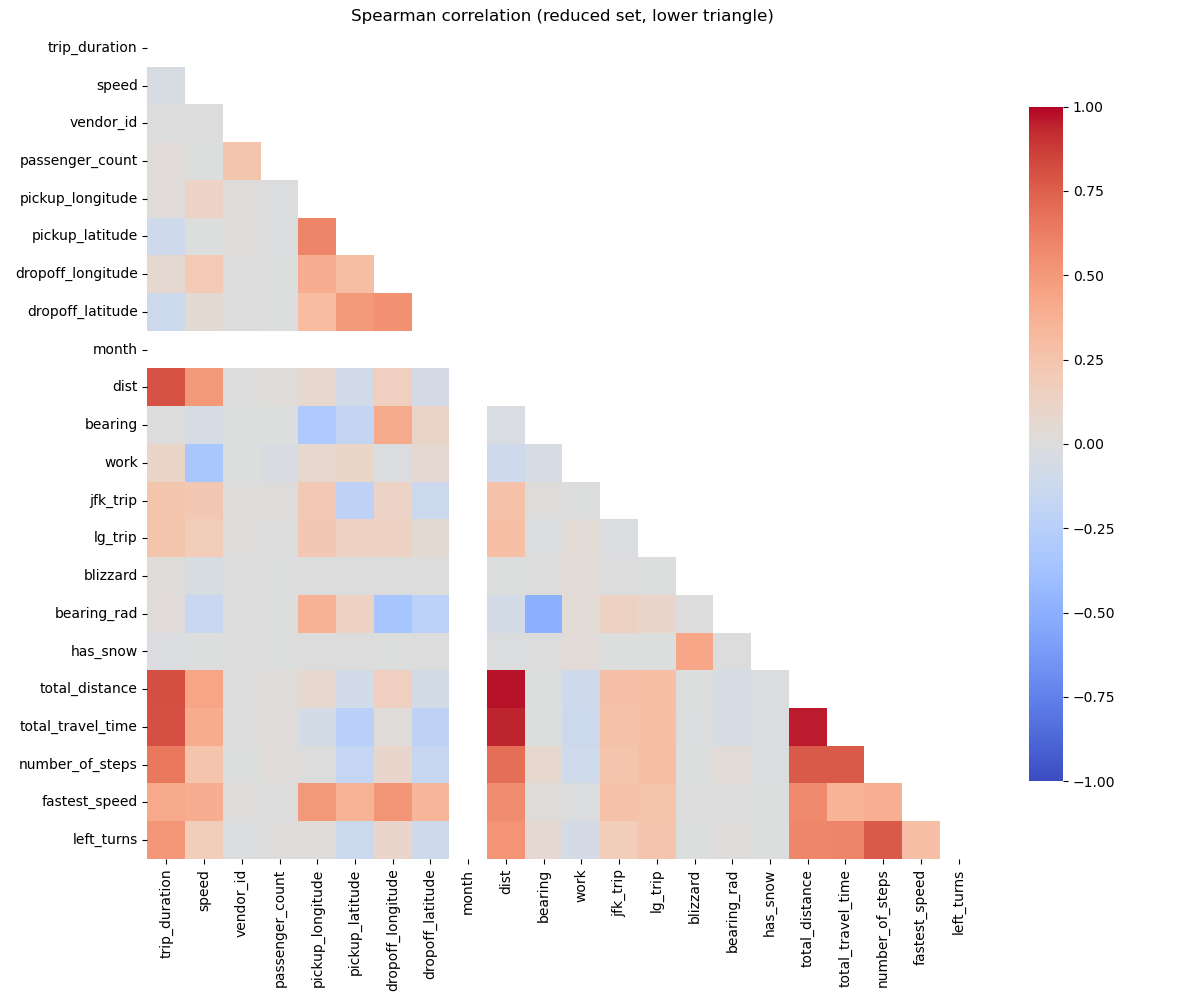 Spearman correlation (reduced set, lower triangle)
trip_duration
speed
vendor_id
passenger_count
pickup_longitude
pickup_latitude
dropoff_longitude
dropoff_latitude
month
dist
bearing
work
jfk_trip
lg_trip
blizzard
bearing_rad
has_snow
total_distance
total_travel_time
number_of_steps
fastest_speed
left_turns
trip_duration
speed
vendor_id
passenger_count
pickup_longitude
pickup_latitude
dropoff_longitude
dropoff_latitude
month
dist
bearing
work
jfk_trip
lg_trip
blizzard
bearing_rad
has_snow
total_distance
total_travel_time
number_of_steps
fastest_speed
left_turns
1.00
0.75
0.50
0.25
0.00
−0.25
−0.50
−0.75
−1.00